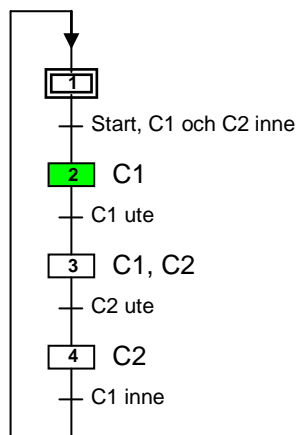 1
Start, C1 och C2 inne
2 C1
C1 ute
3 C1, C2
C2 ute
4 C2
C1 inne